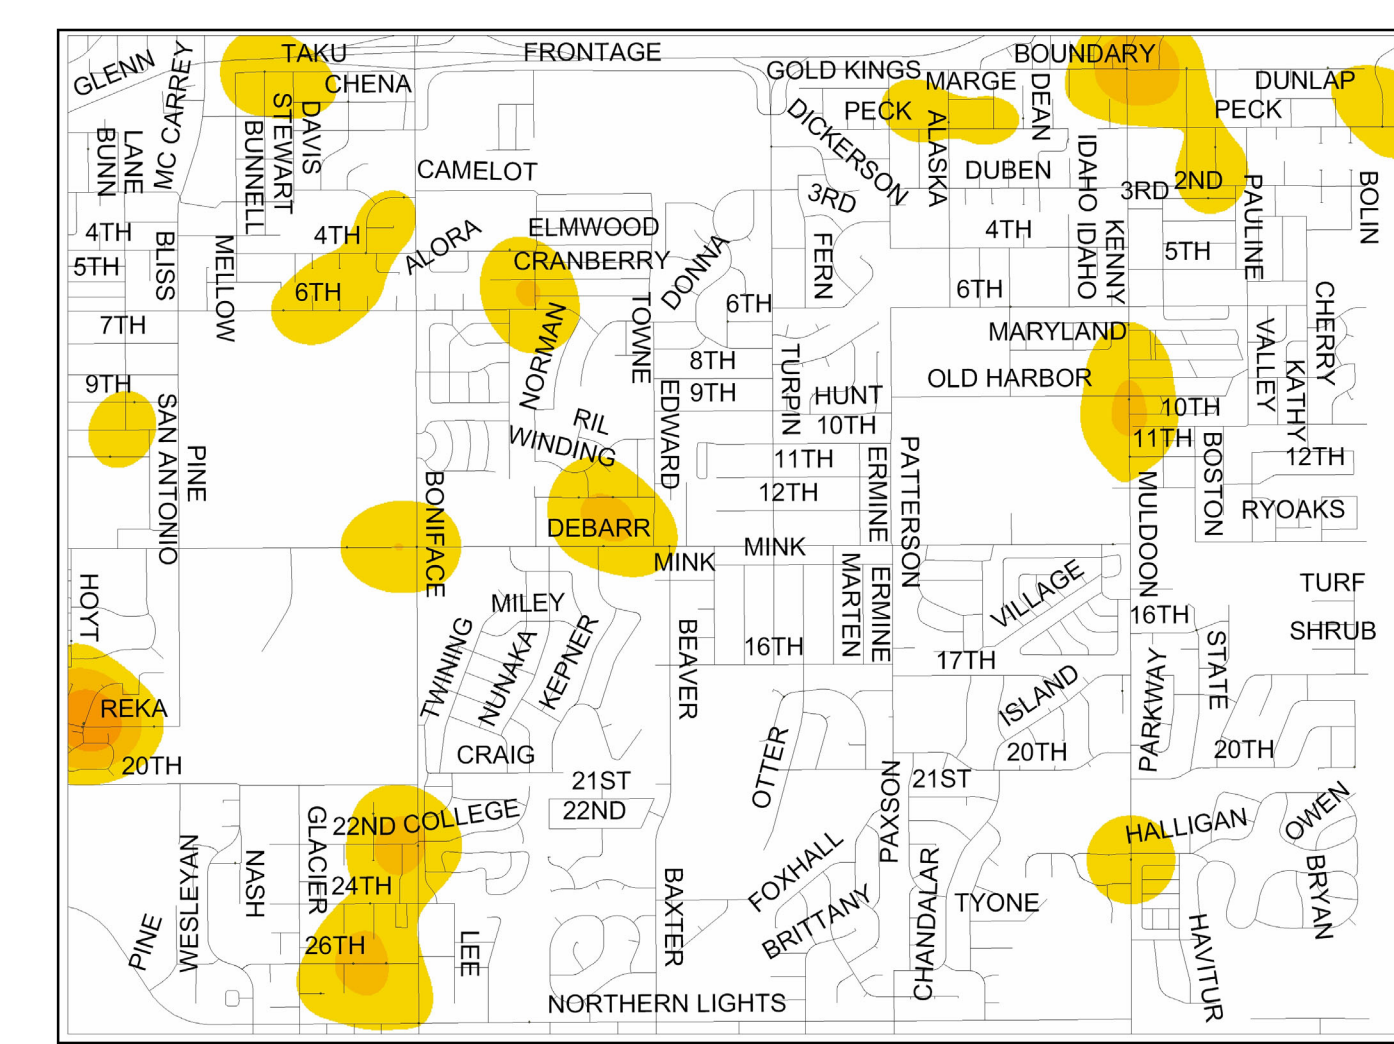 GLENN
MC CARREY
TAKU
CHENA
FRONTAGE
GOLD KINGS
BOUNDARY
MARGE
DUNLAP
PECK
PECK
DEAN
ALASKA
DICKERSON
BUNN
LANE
BUNNELL
STEWART
DAVIS
CAMELOT
3RD
DUBEN
IDAHO
3RD
2ND
PAULINE
BOLIN
4TH
BLISS
MELLOW
4TH
ALORA
ELMWOOD
CRANBERRY
DONNA
FERN
4TH
IDAHO
KENNY
5TH
5TH
6TH
6TH
6TH
7TH
NORMAN
TOWNE
MARYLAND
VALLEY
CHERRY
8TH
TURPIN
KATHY
9TH
9TH
HUNT
OLD HARBOR
10TH
10TH
SAN ANTONIO
PINE
RIL
WINDING
EDWARD
11TH
ERMINE
PATTERSON
11TH
BOSTON
12TH
12TH
BONIFACE
DEBARR
MULDOON
RYOAKS
MINK
MINK
HOYT
MILEY
MARTEN
ERMINE
VILLAGE
TURF
16TH
SHRUB
TWINING
NUNAKA
KEPNER
BEAVER
16TH
17TH
STATE
PARKWAY
ISLAND
REKA
20TH
CRAIG
OTTER
20TH
20TH
21ST
21ST
22ND
PAXSON
22ND
COLLEGE
GLACIER
HALLIGAN
OWEN
WESLEYAN
NASH
24TH
BAXTER
FOXHALL
BRITTANY
CHANDALAR
TYONE
BRYAN
PINE
26TH
LEE
HAVITUR
NORTHERN LIGHTS